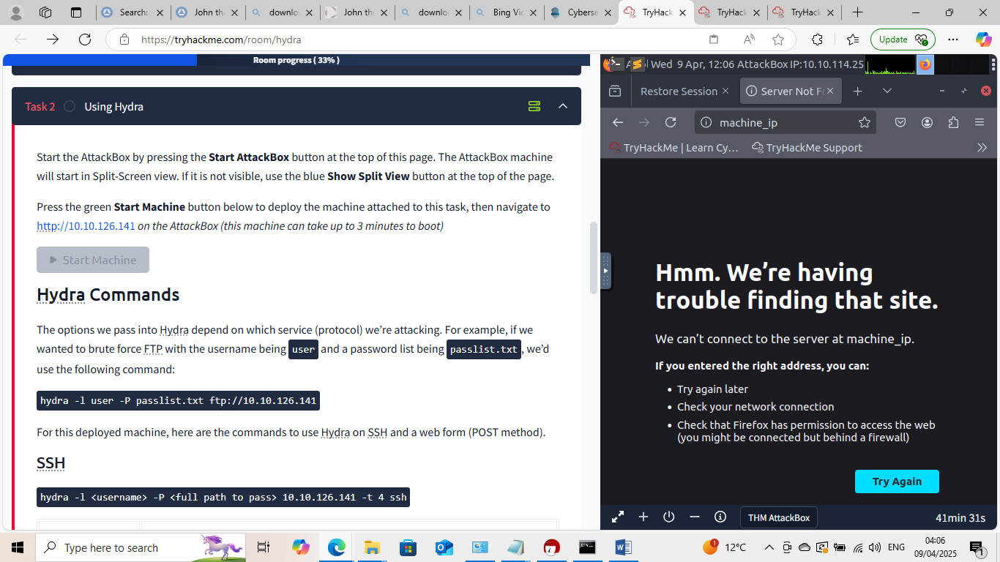 Search:
John the
downlo
John the
downlo
Bing Vic
Cyberse
TryHack
TryHack
TryHack
https://tryhackme.com/room/hydra
Update
Room progress ( 33% )
Task 2
Using Hydra
Start the AttackBox by pressing the Start AttackBox button at the top of this page. The AttackBox machine
will start in Split-Screen view. If it is not visible, use the blue Show Split View button at the top of the page.
Press the green Start Machine button below to deploy the machine attached to this task, then navigate to
http://10.10.126.141 on the AttackBox (this machine can take up to 3 minutes to boot)
Start Machine
Hydra Commands
The options we pass into Hydra depend on which service (protocol) we're attacking. For example, if we
wanted to brute force FTP with the username being user and a password list being passlist.txt, we'd
use the following command:
hydra -l user -P passlist.txt ftp://10.10.126.141
For this deployed machine, here are the commands to use Hydra on SSH and a web form (POST method).
SSH
hydra -l <username> -P <full path to pass> 10.10.126.141 -t 4 ssh
Wed 9 Apr, 12:06 AttackBox IP:10.10.114.25
Restore Session
Server Not Fo
machine_ip
TryHackMe | Learn Cy…
TryHackMe Support
Hmm. We're having
trouble finding that site.
We can't connect to the server at machine_ip.
If you entered the right address, you can:
• Try again later
• Check your network connection
• Check that Firefox has permission to access the web
(you might be connected but behind a firewall)
Try Again
THM AttackBox
41min 31s
Type here to search
1
12°C
ENG
04:06
09/04/2025
1